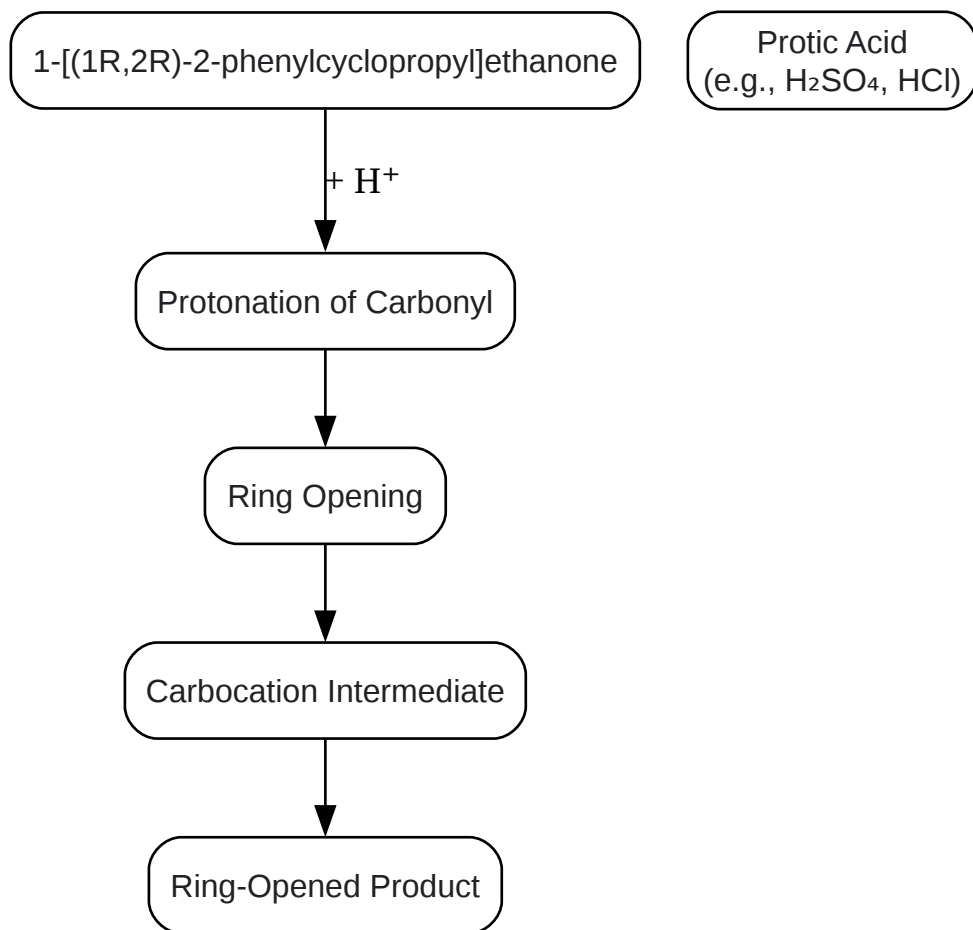 1-[(1R,2R)-2-phenylcyclopropyl]ethanone
Protic Acid
(e.g., H₂SO₄, HCl)
+ H⁺
Protonation of Carbonyl
Ring Opening
Carbocation Intermediate
Ring-Opened Product